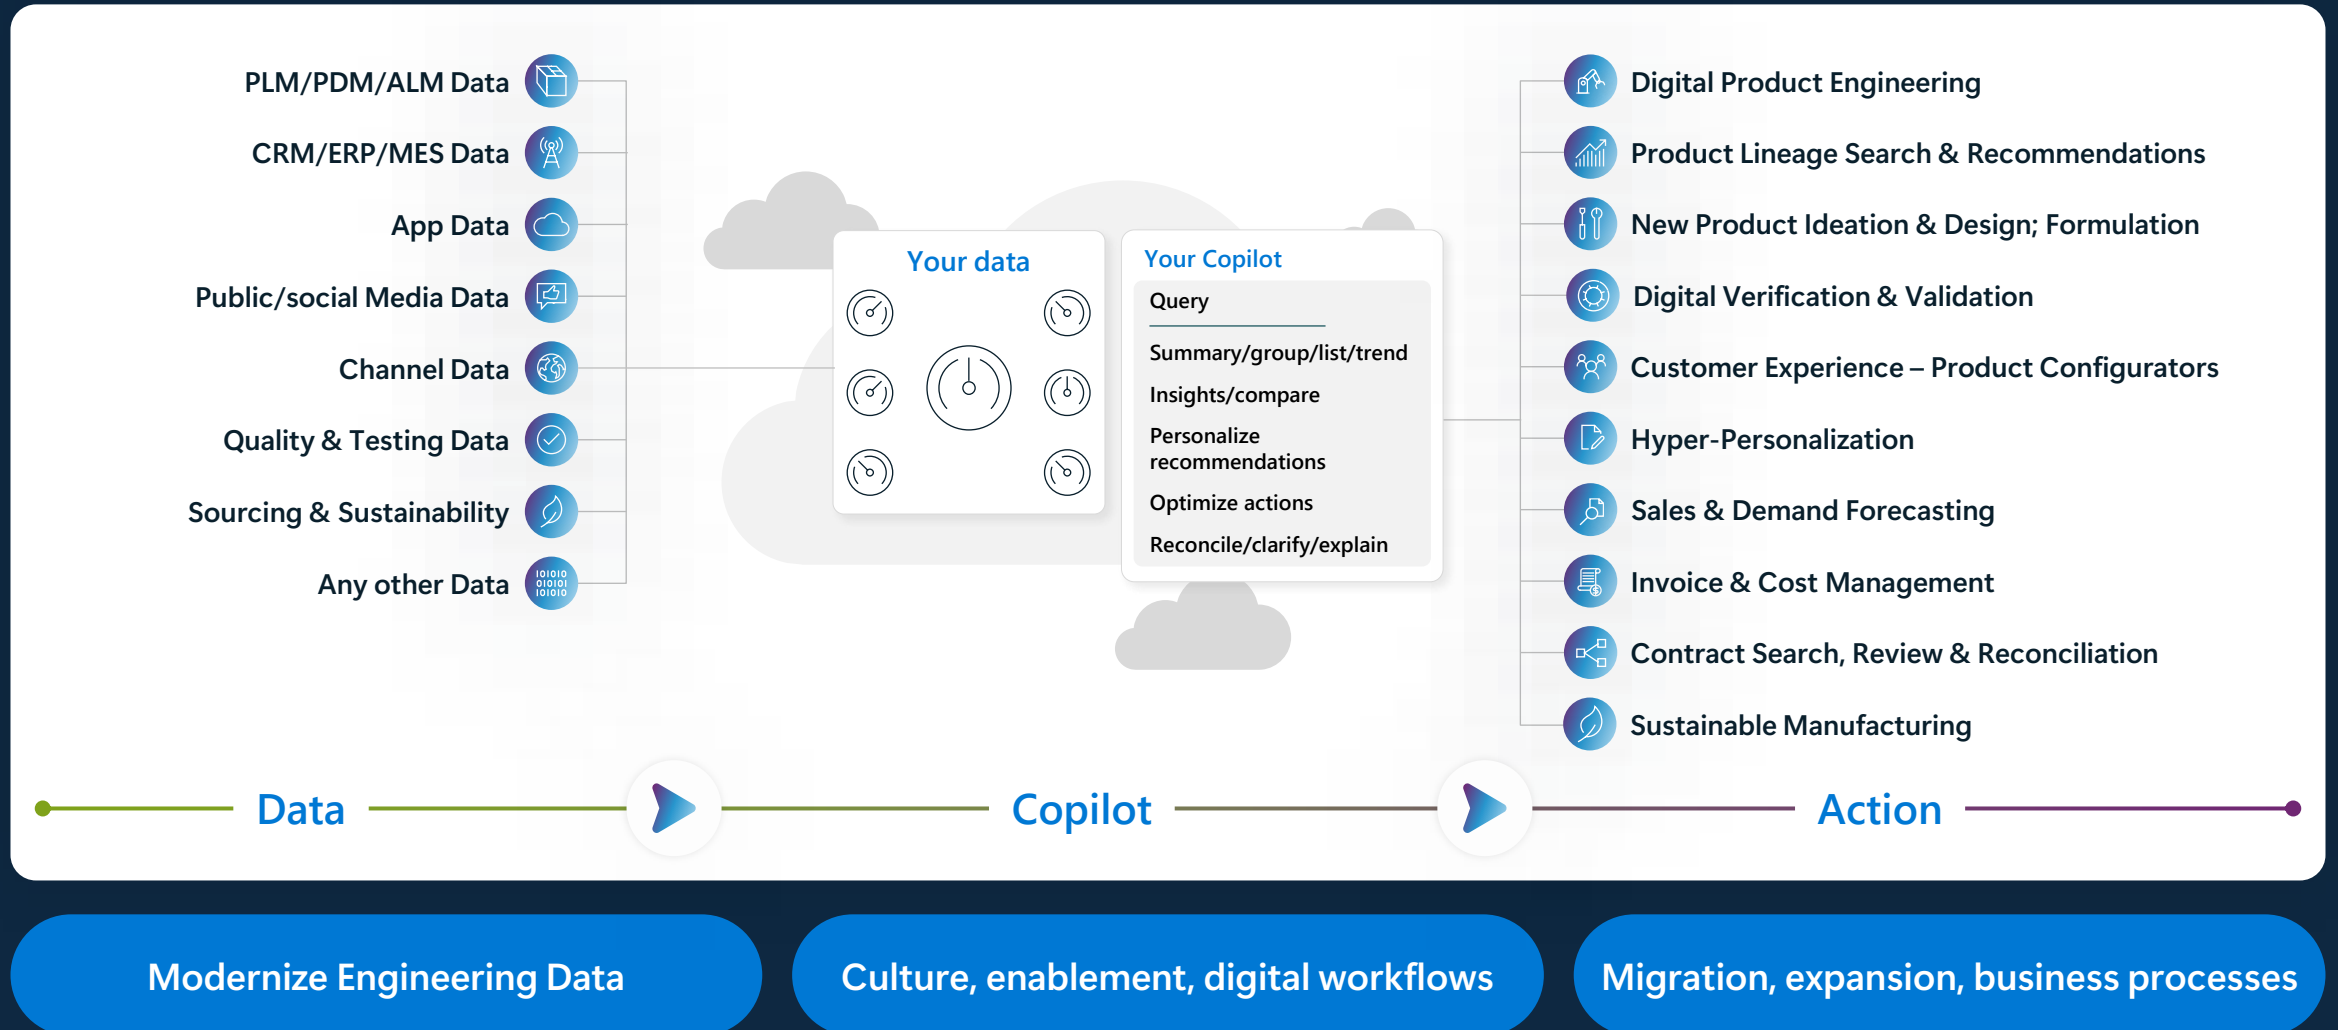 PLM/PDM/ALM Data
CRM/ERP/MES Data
App Data
Public/social Media Data
Channel Data
Quality & Testing Data
Sourcing & Sustainability
Any other Data
101010
010101
101010
Your data
Your Copilot
Query
Summary/group/list/trend
Insights/compare
Personalize
recommendations
Optimize actions
Reconcile/clarify/explain
Digital Product Engineering
Product Lineage Search & Recommendations
New Product Ideation & Design; Formulation
Digital Verification & Validation
Customer Experience – Product Configurators
Hyper-Personalization
Sales & Demand Forecasting
Invoice & Cost Management
Contract Search, Review & Reconciliation
Sustainable Manufacturing
Data
Copilot
Action
Modernize Engineering Data
Culture, enablement, digital workflows
Migration, expansion, business processes